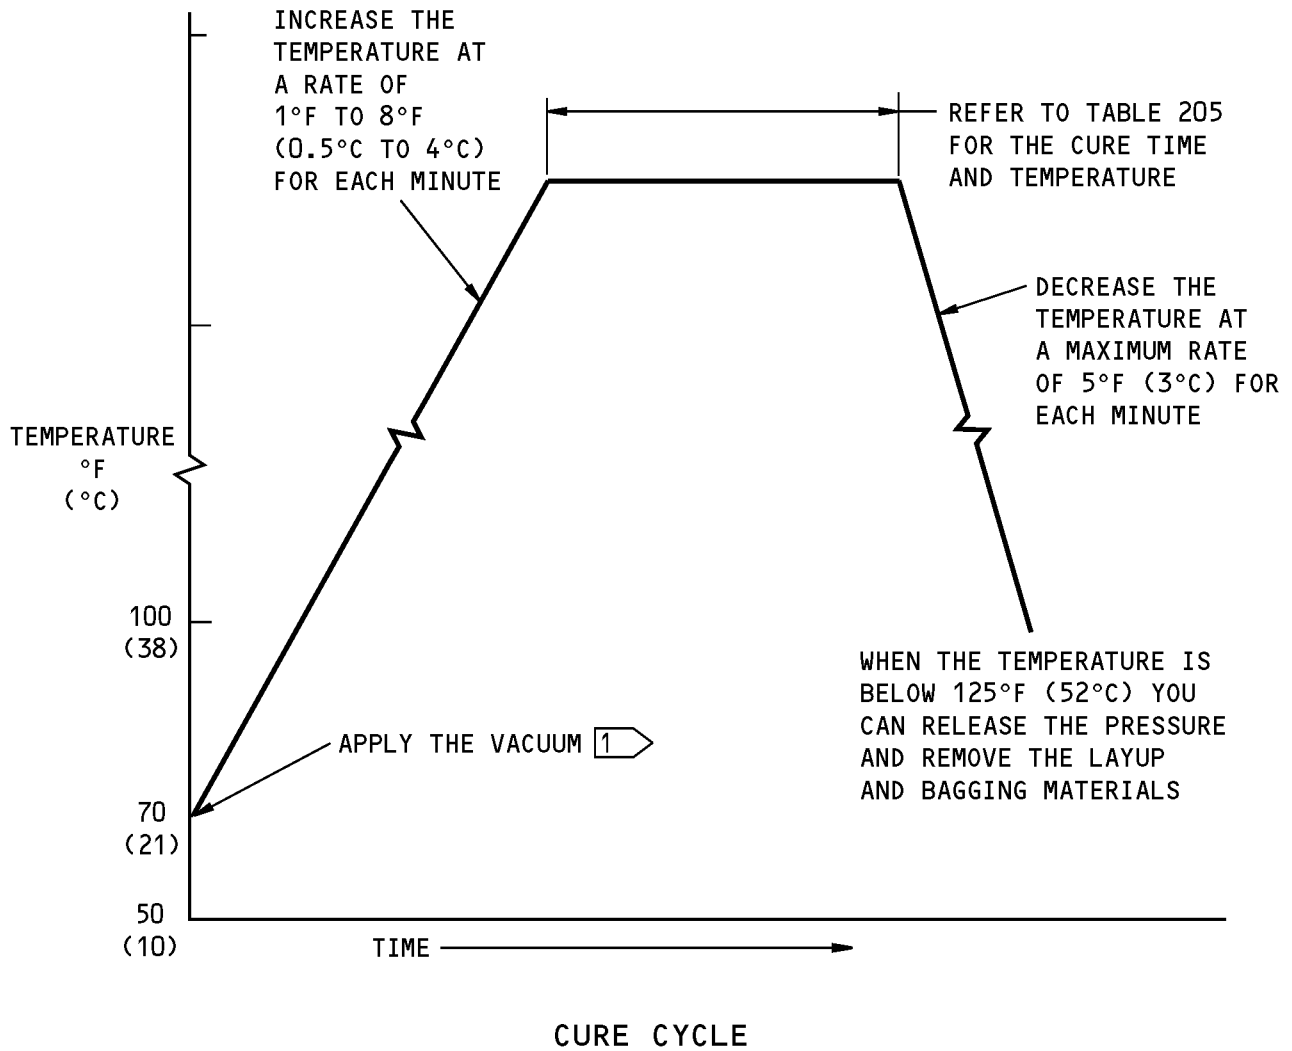 INCREASE THE
TEMPERATURE AT
A RATE OF
1°F TO 8°F
(0.5°C TO 4°C)
FOR EACH MINUTE
REFER TO TABLE 205
FOR THE CURE TIME
AND TEMPERATURE
DECREASE THE
TEMPERATURE AT
A MAXIMUM RATE
OF 5°F (3°C) FOR
EACH MINUTE
TEMPERATURE
°F
(°C)
100
(38)
WHEN THE TEMPERATURE IS
BELOW 125°F (52°C) YOU
CAN RELEASE THE PRESSURE
AND REMOVE THE LAYUP
AND BAGGING MATERIALS
APPLY THE VACUUM 1
70
(21)
50
(10)
TIME
CURE CYCLE